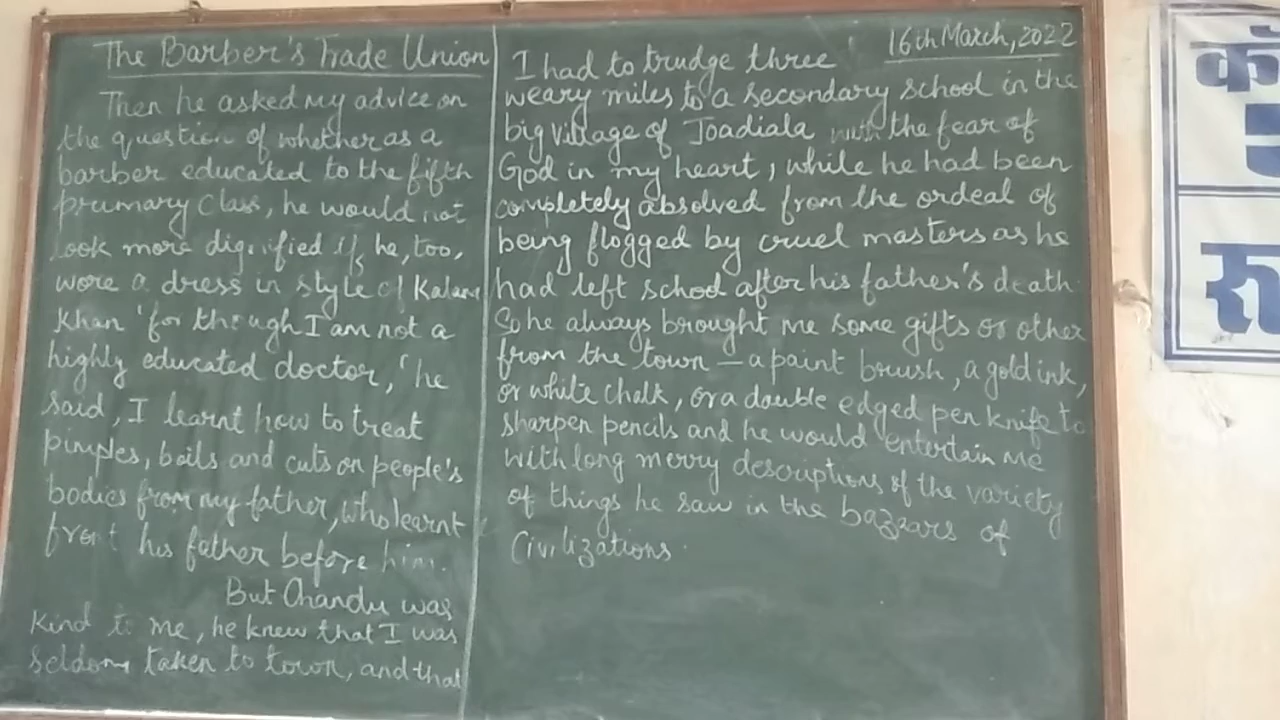 The Barber's Trade Union
Then he asked my advice on
the question of whether as a
barber educated to the fifth
primary class, he would not
look more dignified if he, too,
wore a dress in style of Kalan
Khan 'for though I am not a
highly educated doctor,' he
said, I learnt how to treat
pimples, boils and cuts on people's
bodies from my father, who learnt
from his father before him.
But Chandu was
Kind to me, he knew that I was
seldom taken to town, and that
16th March, 2022
I had to trudge three
weary miles to a secondary school in the
big village of Joadiala with the fear of
God in my heart, while he had been
completely absolved from the ordeal of
being flogged by cruel masters as he
had left school after his father's death.
So he always brought me some gifts or other
from the town — a paint brush, a gold ink,
or white chalk, or a double edged pen knife to
sharpen pencils and he would entertain me
with long merry descriptions of the variety
of things he saw in the bazaars of
Civilizations.
कॉ
रू